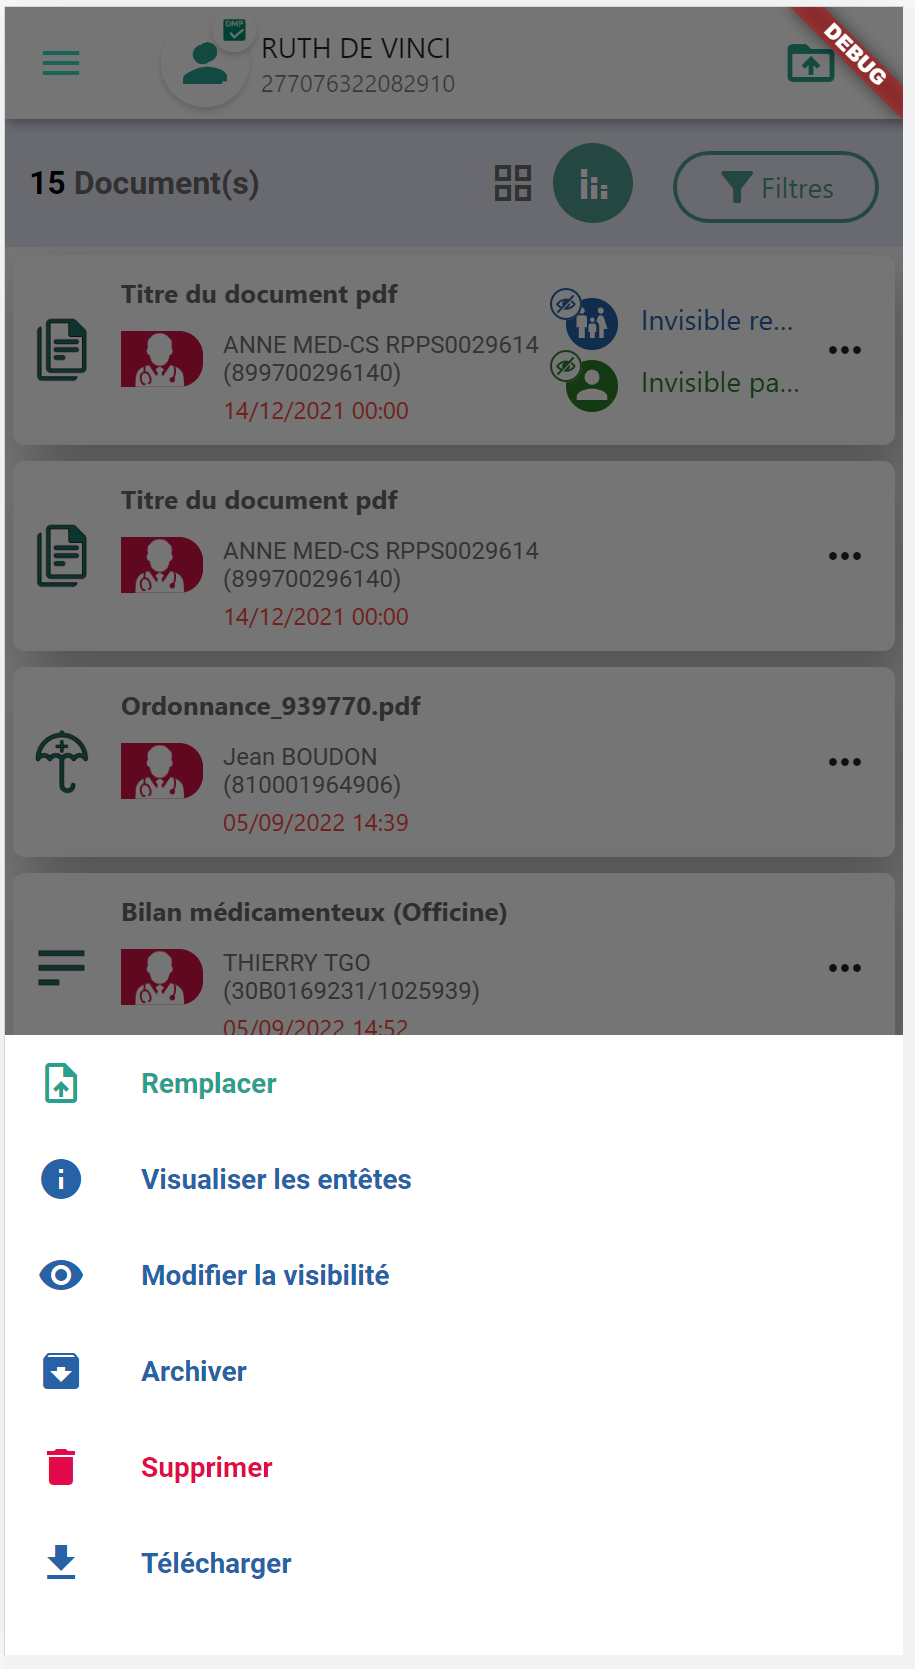 DMP
RUTH DE VINCI
277076322082910
DEBUG
15 Document(s)
Filtres
Titre du document pdf
ANNE MED-CS RPPS0029614
(899700296140)
14/12/2021 00:00
Invisible re...
Invisible pa...
Titre du document pdf
ANNE MED-CS RPPS0029614
(899700296140)
14/12/2021 00:00
Ordonnance_939770.pdf
Jean BOUDON
(810001964906)
05/09/2022 14:39
Bilan médicamenteux (Officine)
THIERRY TGO
(30B0169231/1025939)
05/09/2022 14:52
Remplacer
Visualiser les entêtes
Modifier la visibilité
Archiver
Supprimer
Télécharger